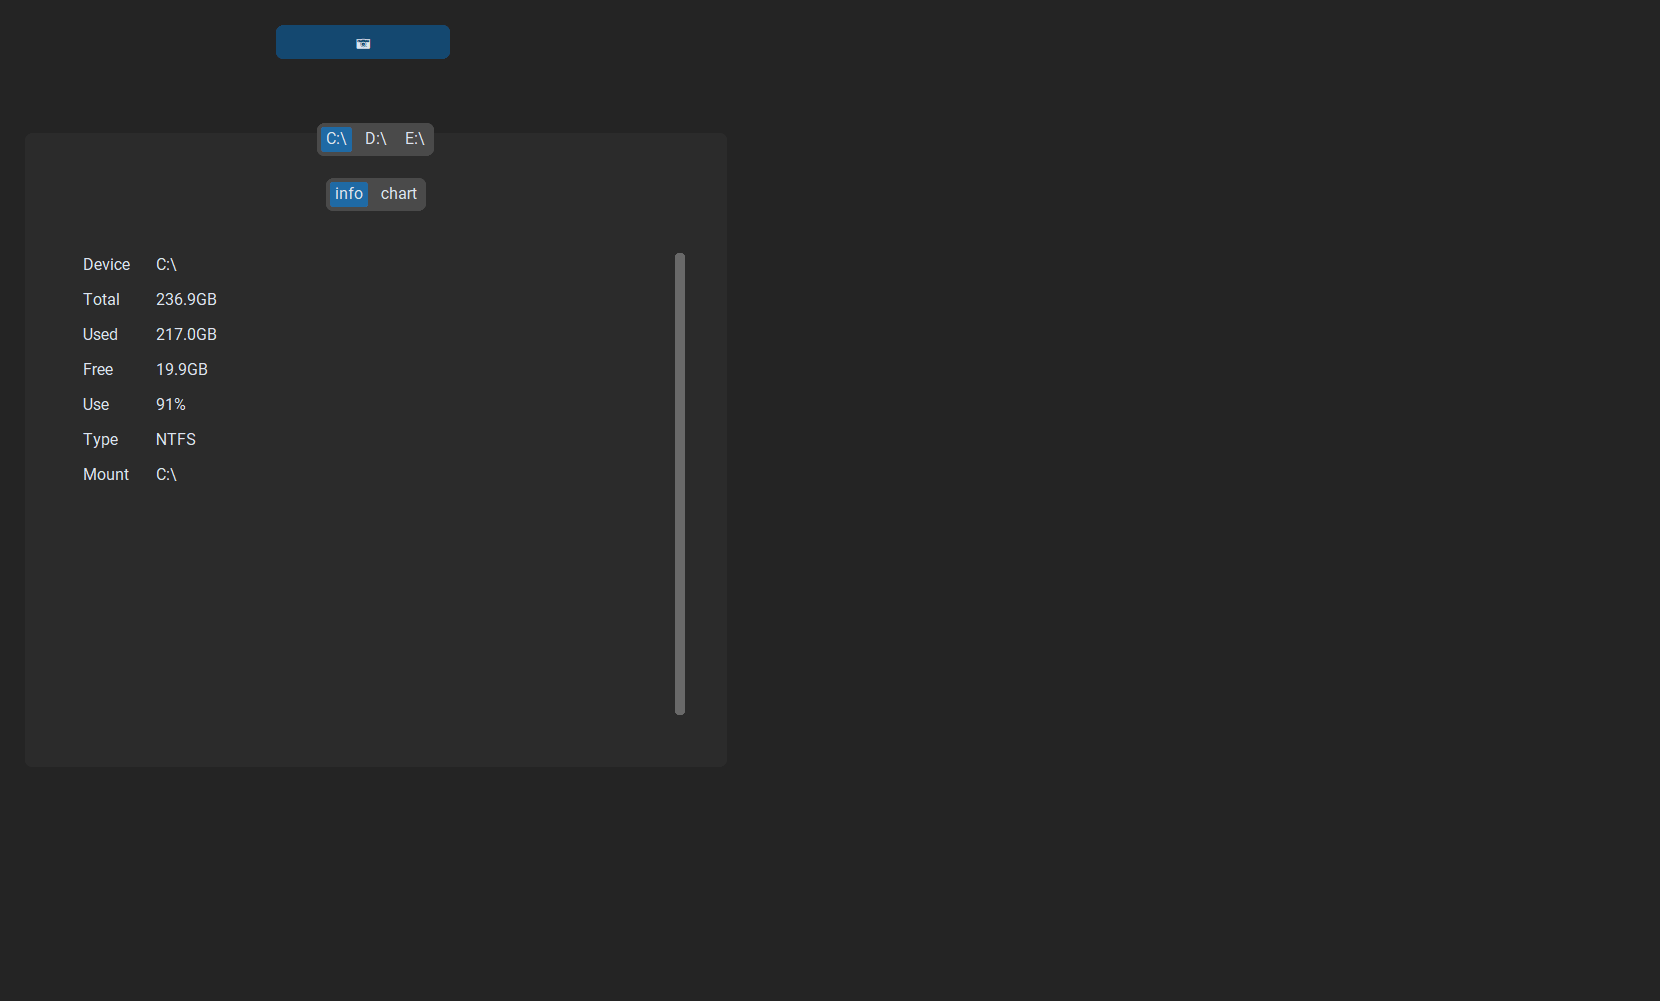 C:\ D:\ E:\
info chart
Device C:\
Total 236.9GB
Used 217.0GB
Free 19.9GB
Use 91%
Type NTFS
Mount C:\